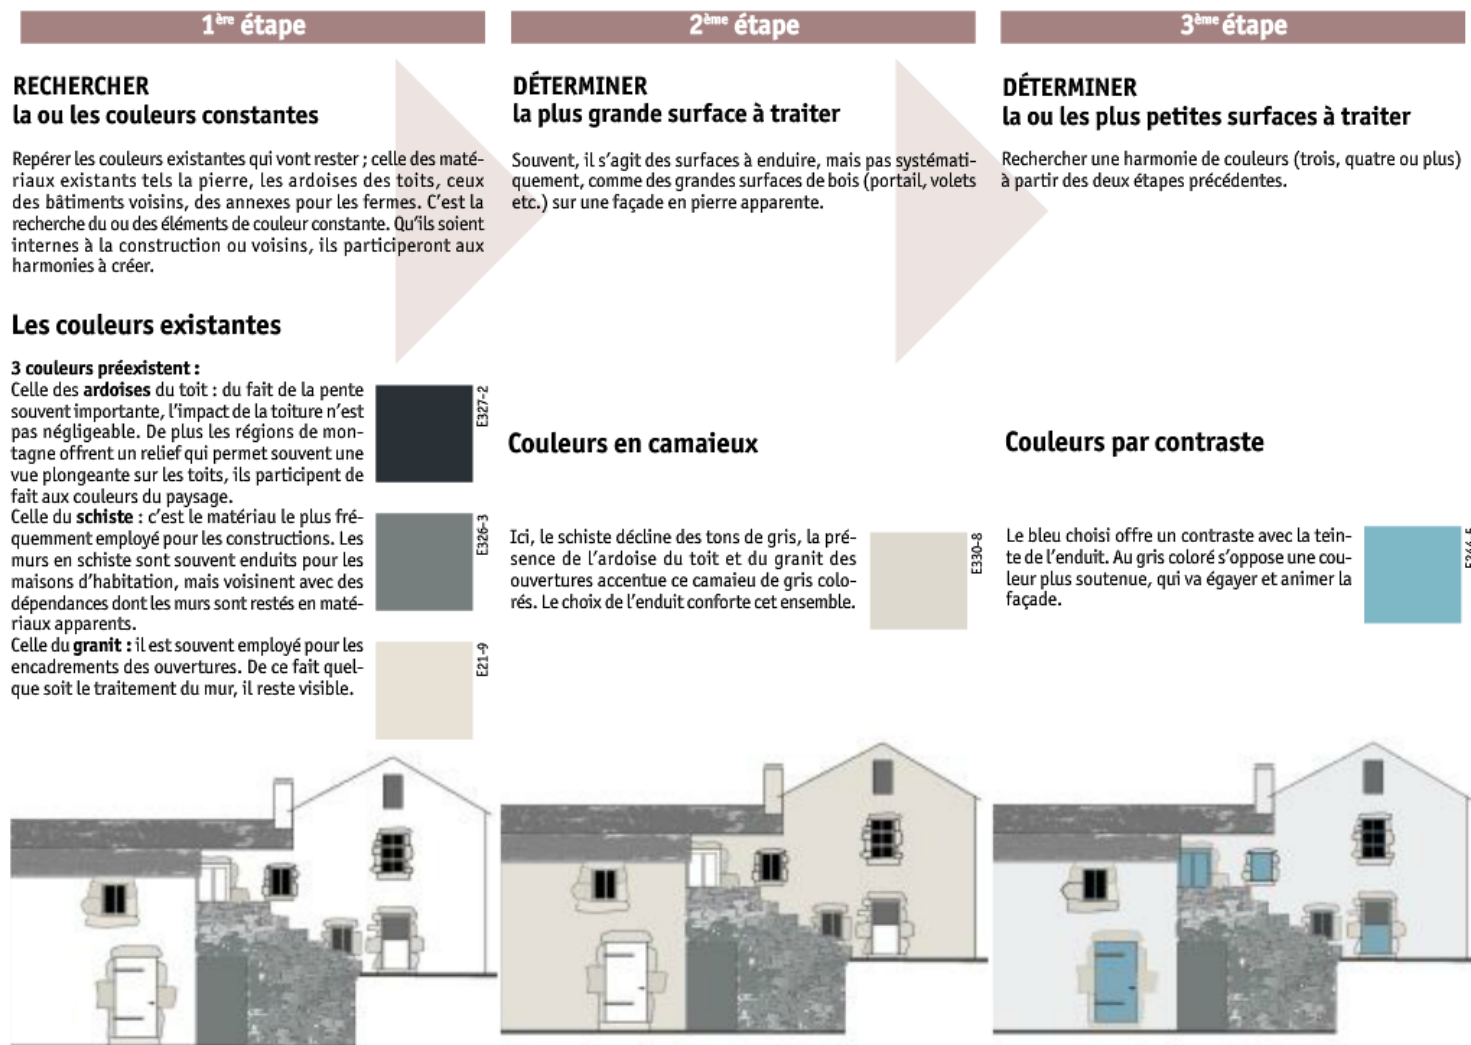 1ère étape
RECHERCHER
la ou les couleurs constantes
Repérer les couleurs existantes qui vont rester ; celle des maté-
riaux existants tels la pierre, les ardoises des toits, ceux
des bâtiments voisins, des annexes pour les fermes. C’est la
recherche du ou des éléments de couleur constante. Qu’ils soient
internes à la construction ou voisins, ils participeront aux
harmonies à créer.
Les couleurs existantes
3 couleurs préexistent :
Celle des ardoises du toit : du fait de la pente
souvent importante, l’impact de la toiture n’est
pas négligeable. De plus les régions de mon-
tagne offrent un relief qui permet souvent une
vue plongeante sur les toits, ils participent de
fait aux couleurs du paysage.
Celle du schiste : c’est le matériau le plus fré-
quemment employé pour les constructions. Les
murs en schiste sont souvent enduits pour les
maisons d’habitation, mais voisinent avec des
dépendances dont les murs sont restés en maté-
riaux apparents.
Celle du granit : il est souvent employé pour les
encadrements des ouvertures. De ce fait quel-
que soit le traitement du mur, il reste visible.
E327-2
E326-3
E21-9
2ème étape
DÉTERMINER
la plus grande surface à traiter
Souvent, il s’agit des surfaces à enduire, mais pas systémati-
quement, comme des grandes surfaces de bois (portail, volets
etc.) sur une façade en pierre apparente.
Couleurs en camaieux
Ici, le schiste décline des tons de gris, la pré-
sence de l’ardoise du toit et du granit des
ouvertures accentue ce camaieu de gris colo-
rés. Le choix de l’enduit conforte cet ensemble.
E330-8
3ème étape
DÉTERMINER
la ou les plus petites surfaces à traiter
Rechercher une harmonie de couleurs (trois, quatre ou plus)
à partir des deux étapes précédentes.
Couleurs par contraste
Le bleu choisi offre un contraste avec la tein-
te de l’enduit. Au gris coloré s’oppose une cou-
leur plus soutenue, qui va égayer et animer la
façade.